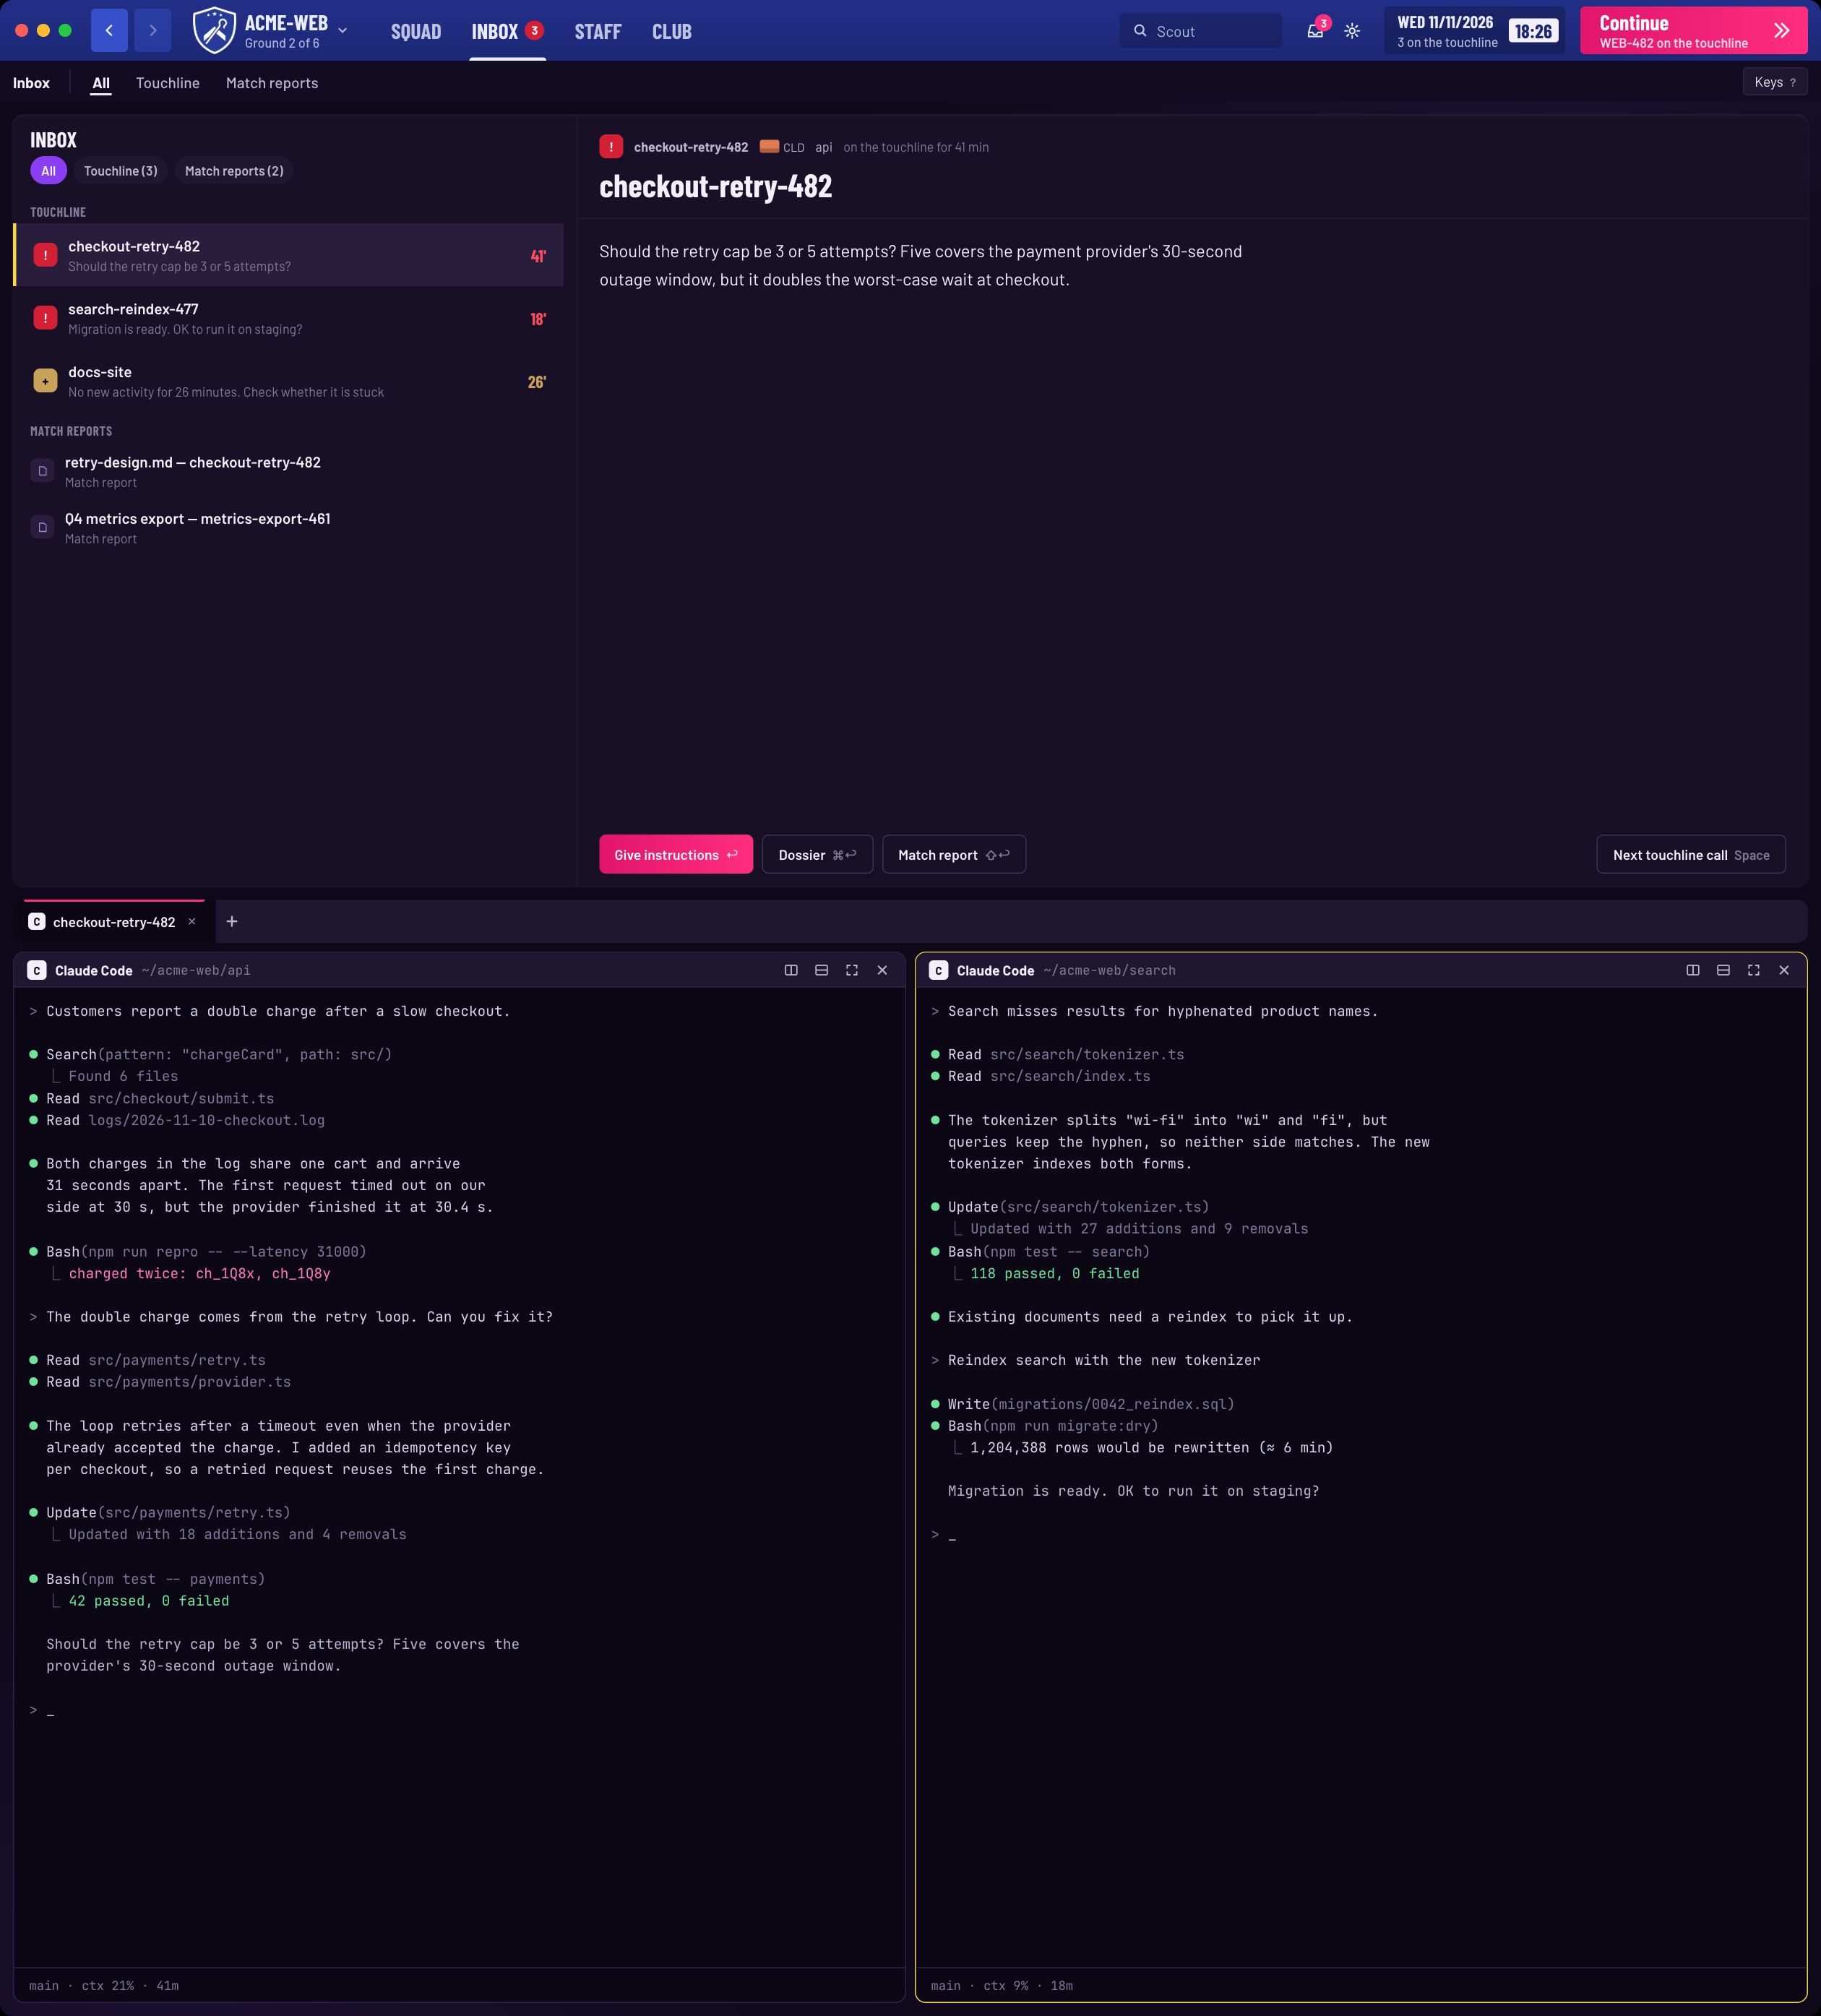 ACME-WEB
Ground 2 of 6
SQUAD
INBOX 3
STAFF
CLUB
Scout
3
WED 11/11/2026
3 on the touchline
18:26
Continue
WEB-482 on the touchline
Inbox
All
Touchline
Match reports
Keys ?
INBOX
All
Touchline (3)
Match reports (2)
TOUCHLINE
! checkout-retry-482
Should the retry cap be 3 or 5 attempts?
41'
! search-reindex-477
Migration is ready. OK to run it on staging?
18'
+ docs-site
No new activity for 26 minutes. Check whether it is stuck
26'
MATCH REPORTS
retry-design.md — checkout-retry-482
Match report
Q4 metrics export — metrics-export-461
Match report
! checkout-retry-482 CLD api on the touchline for 41 min
checkout-retry-482
Should the retry cap be 3 or 5 attempts? Five covers the payment provider's 30-second
outage window, but it doubles the worst-case wait at checkout.
Give instructions ↩
Dossier ⌘↩
Match report ⇧↩
Next touchline call Space
C checkout-retry-482 × +
C Claude Code ~/acme-web/api
> Customers report a double charge after a slow checkout.
Search(pattern: "chargeCard", path: src/)
⎿ Found 6 files
Read src/checkout/submit.ts
Read logs/2026-11-10-checkout.log
Both charges in the log share one cart and arrive
31 seconds apart. The first request timed out on our
side at 30 s, but the provider finished it at 30.4 s.
Bash(npm run repro -- --latency 31000)
⎿ charged twice: ch_1Q8x, ch_1Q8y
> The double charge comes from the retry loop. Can you fix it?
Read src/payments/retry.ts
Read src/payments/provider.ts
The loop retries after a timeout even when the provider
already accepted the charge. I added an idempotency key
per checkout, so a retried request reuses the first charge.
Update(src/payments/retry.ts)
⎿ Updated with 18 additions and 4 removals
Bash(npm test -- payments)
⎿ 42 passed, 0 failed
Should the retry cap be 3 or 5 attempts? Five covers the
provider's 30-second outage window.
> _
main · ctx 21% · 41m
C Claude Code ~/acme-web/search
> Search misses results for hyphenated product names.
Read src/search/tokenizer.ts
Read src/search/index.ts
The tokenizer splits "wi-fi" into "wi" and "fi", but
queries keep the hyphen, so neither side matches. The new
tokenizer indexes both forms.
Update(src/search/tokenizer.ts)
⎿ Updated with 27 additions and 9 removals
Bash(npm test -- search)
⎿ 118 passed, 0 failed
Existing documents need a reindex to pick it up.
> Reindex search with the new tokenizer
Write(migrations/0042_reindex.sql)
Bash(npm run migrate:dry)
⎿ 1,204,388 rows would be rewritten (≈ 6 min)
Migration is ready. OK to run it on staging?
> _
main · ctx 9% · 18m